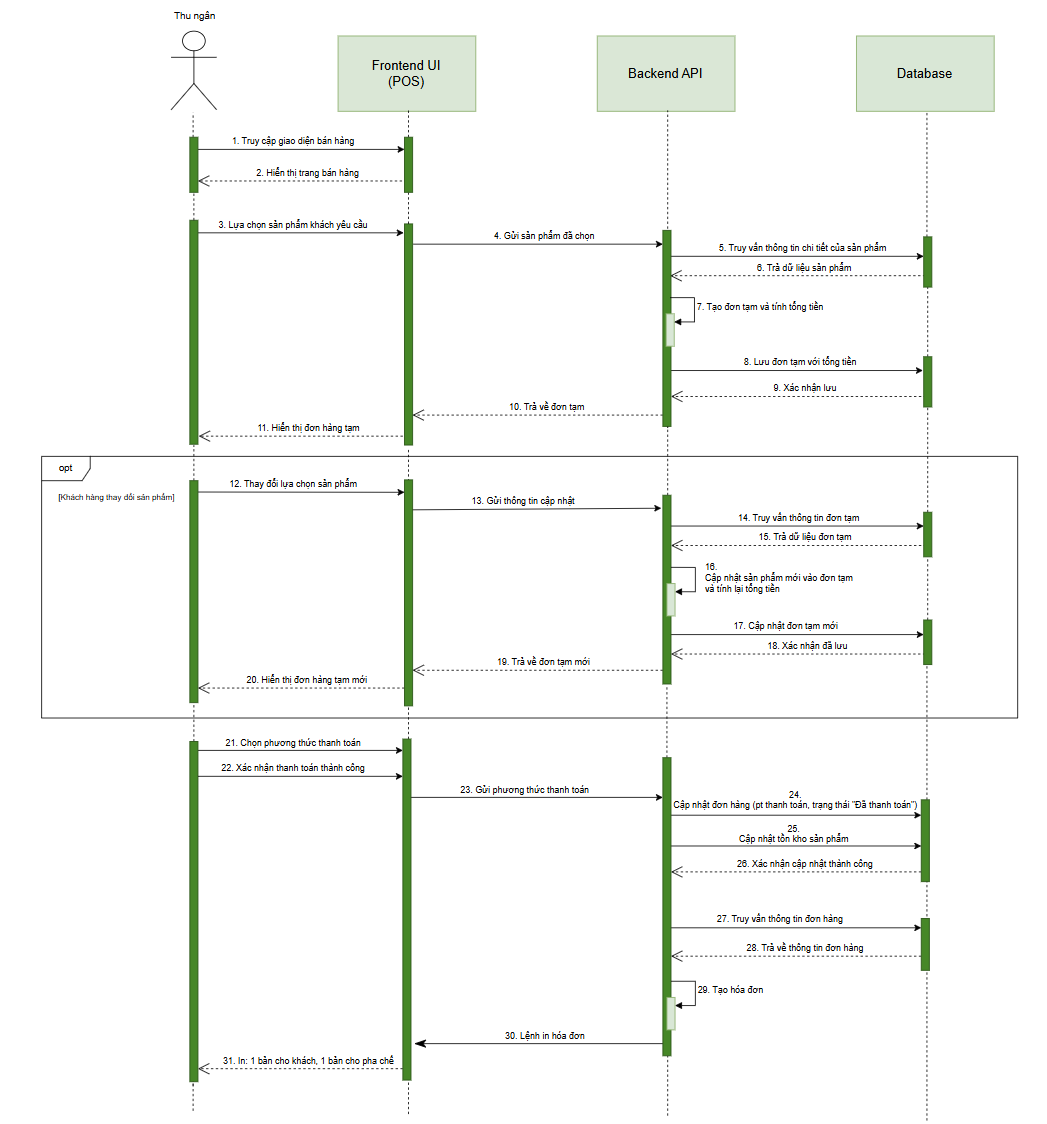 Thu ngân
Frontend UI
(POS)
Backend API
Database
1. Truy cập giao diện bán hàng
2. Hiển thị trang bán hàng
3. Lựa chọn sản phẩm khách yêu cầu
4. Gửi sản phẩm đã chọn
5. Truy vấn thông tin chi tiết của sản phẩm
6. Trả dữ liệu sản phẩm
7. Tạo đơn tạm và tính tổng tiền
8. Lưu đơn tạm với tổng tiền
9. Xác nhận lưu
10. Trả về đơn tạm
11. Hiển thị đơn hàng tạm
opt
[Khách hàng thay đổi sản phẩm]
12. Thay đổi lựa chọn sản phẩm
13. Gửi thông tin cập nhật
14. Truy vấn thông tin đơn tạm
15. Trả dữ liệu đơn tạm
16.
Cập nhật sản phẩm mới vào đơn tạm
và tính lại tổng tiền
17. Cập nhật đơn tạm mới
18. Xác nhận đã lưu
19. Trả về đơn tạm mới
20. Hiển thị đơn hàng tạm mới
21. Chọn phương thức thanh toán
22. Xác nhận thanh toán thành công
23. Gửi phương thức thanh toán
24.
Cập nhật đơn hàng (pt thanh toán, trạng thái "Đã thanh toán")
25.
Cập nhật tồn kho sản phẩm
26. Xác nhận cập nhật thành công
27. Truy vấn thông tin đơn hàng
28. Trả về thông tin đơn hàng
29. Tạo hóa đơn
30. Lệnh in hóa đơn
31. In: 1 bản cho khách, 1 bản cho pha chế